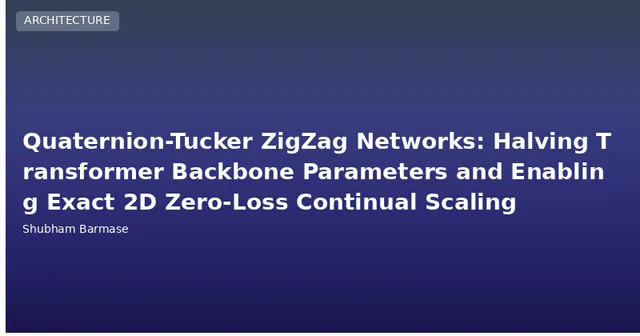 ARCHITECTURE
Quaternion-Tucker ZigZag Networks: Halving T
ransformer Backbone Parameters and Enablin
g Exact 2D Zero-Loss Continual Scaling
Shubham Barmase